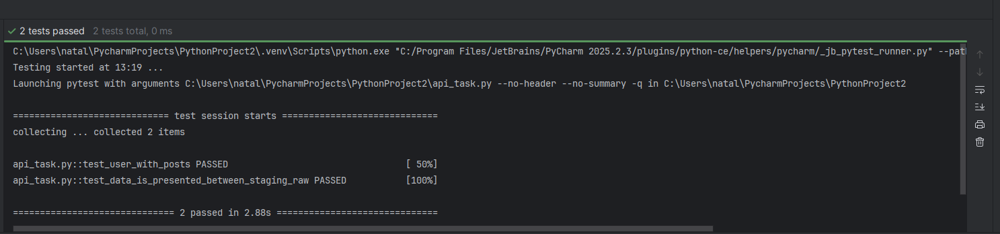 2 tests passed 2 tests total, 0 ms
C:\Users\natal\PycharmProjects\PythonProject2\.venv\Scripts\python.exe "C:/Program Files/JetBrains/PyCharm 2025.2.3/plugins/python-ce/helpers/pycharm/_jb_pytest_runner.py" --pat
Testing started at 13:19 ...
Launching pytest with arguments C:\Users\natal\PycharmProjects\PythonProject2\api_task.py --no-header --no-summary -q in C:\Users\natal\PycharmProjects\PythonProject2
============================= test session starts =============================
collecting ... collected 2 items
api_task.py::test_user_with_posts PASSED [ 50%]
api_task.py::test_data_is_presented_between_staging_raw PASSED [100%]
============================== 2 passed in 2.88s ==============================